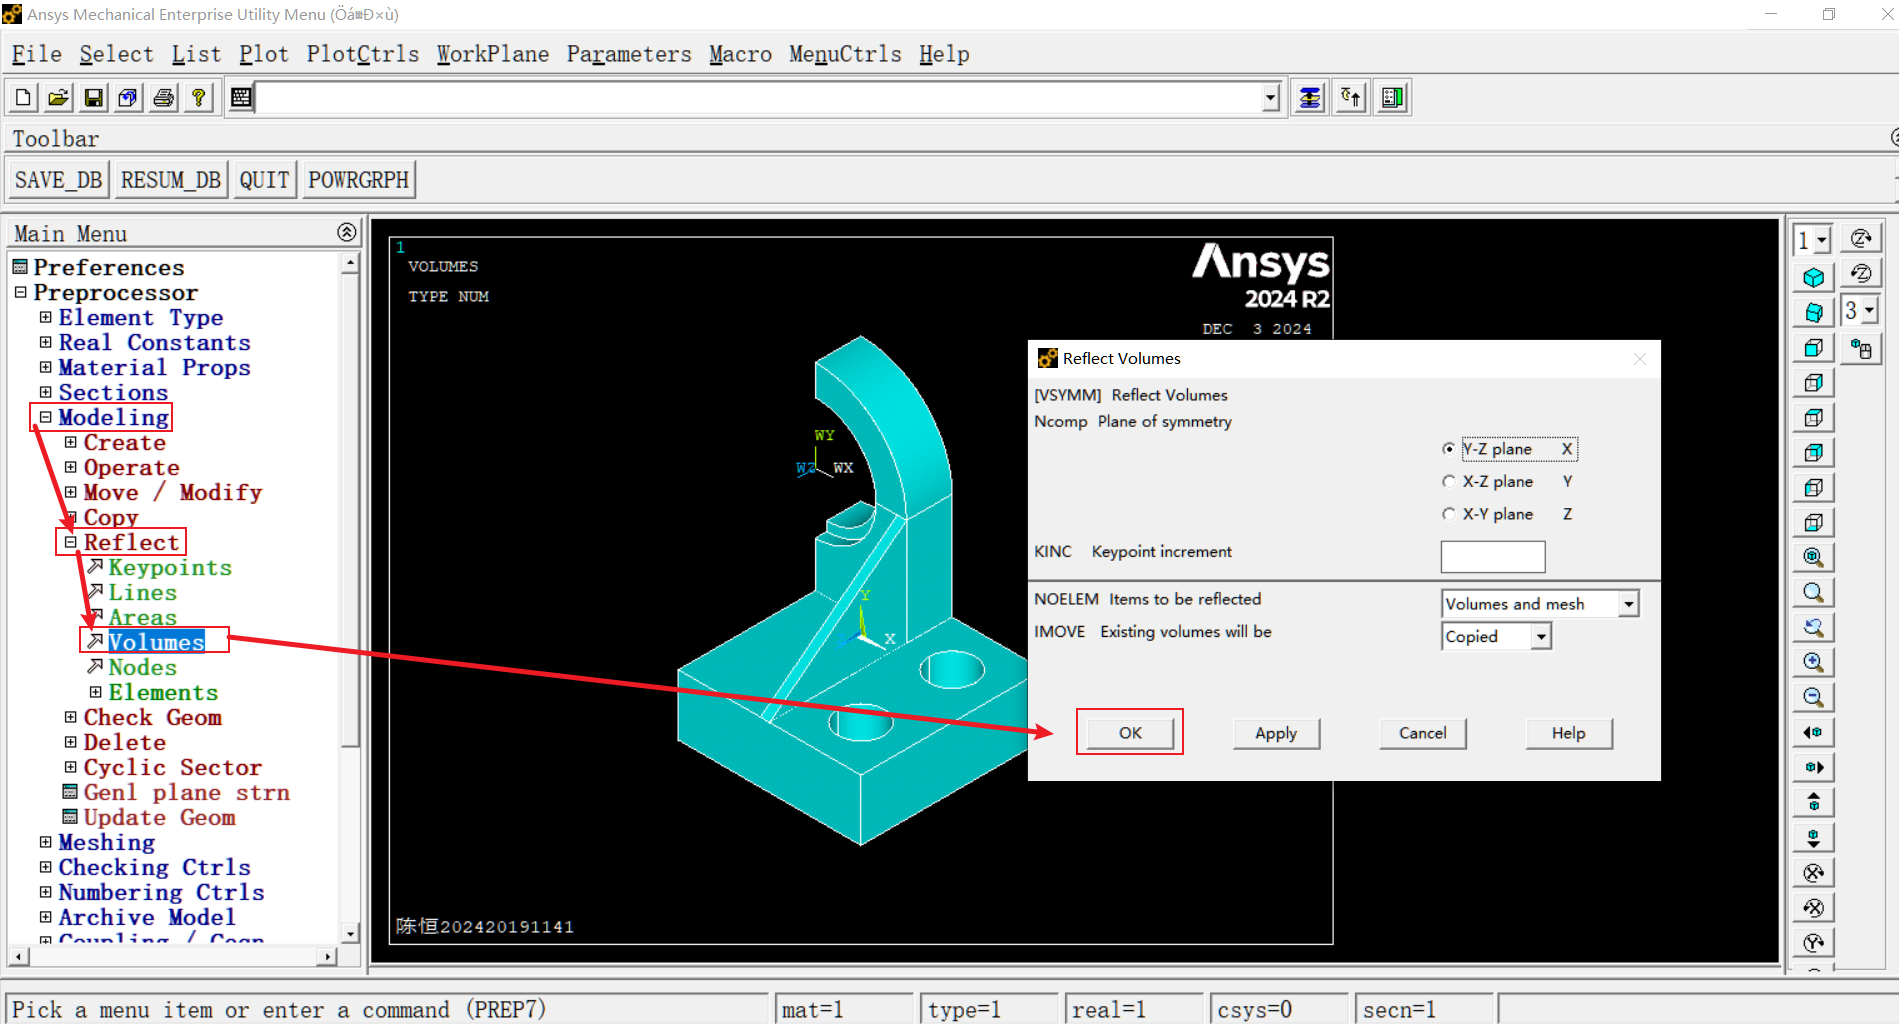 Ansys Mechanical Enterprise Utility Menu (Öá¤Ð×ù)
File Select List Plot PlotCtrls WorkPlane Parameters Macro MenuCtrls Help
Toolbar
SAVE_DB RESUM_DB QUIT POWRGRPH
Main Menu
Preferences
Preprocessor
Element Type
Real Constants
Material Props
Sections
Modeling
Create
Operate
Move / Modify
Copy
Reflect
Keypoints
Lines
Areas
Volumes
Nodes
Elements
Check Geom
Delete
Cyclic Sector
Genl plane strn
Update Geom
Meshing
Checking Ctrls
Numbering Ctrls
Archive Model
Coupling / Ceqn
1
VOLUMES
TYPE NUM
Ansys
2024 R2
DEC 3 2024
WY
WZ WX
Y
X
陈恒202420191141
Reflect Volumes
[VSYMM] Reflect Volumes
Ncomp Plane of symmetry
Y-Z plane X
X-Z plane Y
X-Y plane Z
KINC Keypoint increment
NOELEM Items to be reflected Volumes and mesh
IMOVE Existing volumes will be Copied
OK Apply Cancel Help
1
3
Pick a menu item or enter a command (PREP7) mat=1 type=1 real=1 csys=0 secn=1